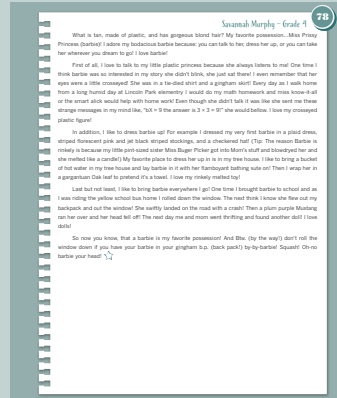 78
Savannah Murphy - Grade 4
What is tan, made of plastic, and has gorgeous blond hair? My favorite possession...Miss Prissy
Princess (barbie)! I adore my bodacious barbie because: you can talk to her, dress her up, or you can take
her wherever you dream to go! I love barbie!
First of all, I love to talk to my little plastic princess because she always listens to me! One time I
think barbie was so interested in my story she didn't blink, she just sat there! I even remember that her
eyes were a little crosseyed! She was in a tie-died shirt and a gingham skirt! Every day as I walk home
from a long humid day at Lincoln Park elementry I would do my math homework and miss know-it-all
or the smart alick would help with home work! Even though she didn't talk it was like she sent me these
strange messages in my mind like, "bX = 9 the answer is 3 + 3 = 9!" she would bellow. I love my crosseyed
plastic figure!
In addition, I like to dress barbie up! For example I dressed my very first barbie in a plaid dress,
striped florescent pink and jet black striped stockings, and a checkered hat! (Tip: The reason Barbie is
rinkely is because my little pint-sized sister Miss Buger Picker got into Mom's stuff and blowdryed her and
she melted like a candle!) My favorite place to dress her up in is in my tree house. I like to bring a bucket
of hot water in my tree house and lay barbie in it with her flamboyant bathing sute on! Then I wrap her in
a gargantuan Oak leaf to pretend it's a towel. I love my rinkely melted toy!
Last but not least, I like to bring barbie everywhere I go! One time I brought barbie to school and as
I was riding the yellow school bus home I rolled down the window. The next think I know she flew out my
backpack and out the window! She swiftly landed on the road with a crash! Then a plum purple Mustang
ran her over and her head fell off! The next day me and mom went thrifting and found another doll! I love
dolls!
So now you know, that a barbie is my favorite possession! And Btw. (by the way!) don't roll the
window down if you have your barbie in your gingham b.p. (back pack!) by-by-barbie! Squash! Oh-no
barbie your head!